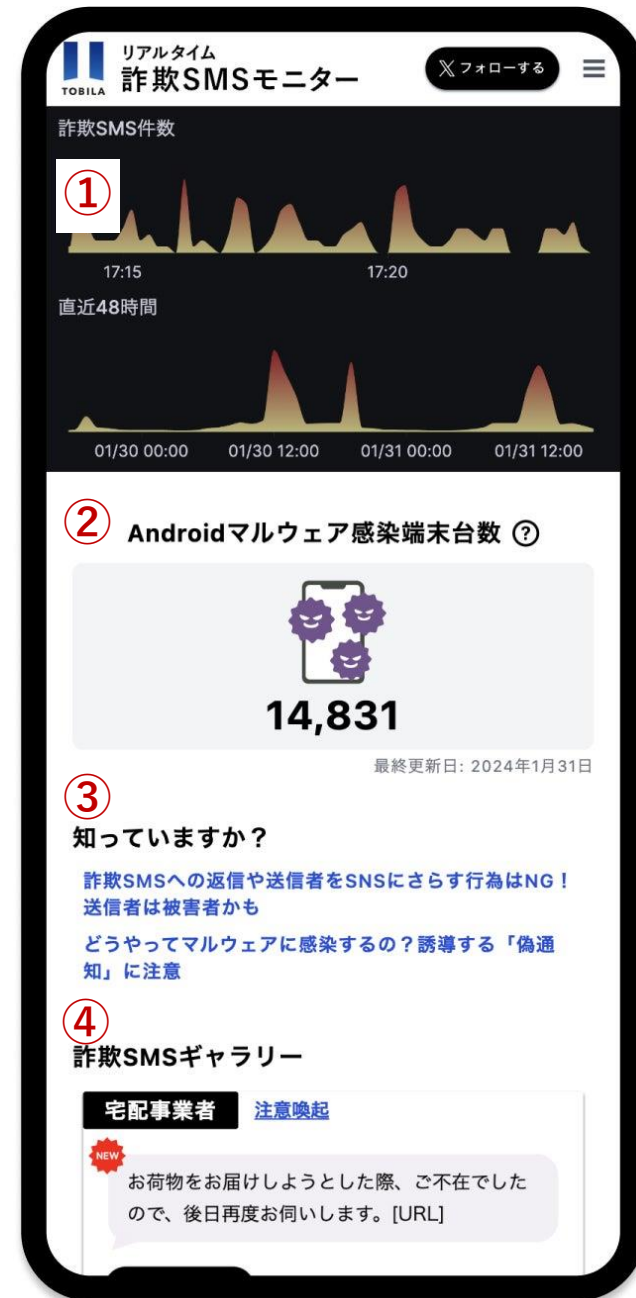 TOBILA
リアルタイム
詐欺SMSモニター
フォローする
詐欺SMS件数
①
17:15 17:20
直近48時間
01/30 00:00 01/30 12:00 01/31 00:00 01/31 12:00
②
Androidマルウェア感染端末台数 ?
14,831
最終更新日: 2024年1月31日
③
知っていますか？
詐欺SMSへの返信や送信者をSNSにさらす行為はNG！
送信者は被害者かも
どうやってマルウェアに感染するの？誘導する「偽通
知」に注意
④
詐欺SMSギャラリー
宅配事業者 注意喚起
NEW
お荷物をお届けしようとした際、ご不在でした
ので、後日再度お伺いします。[URL]